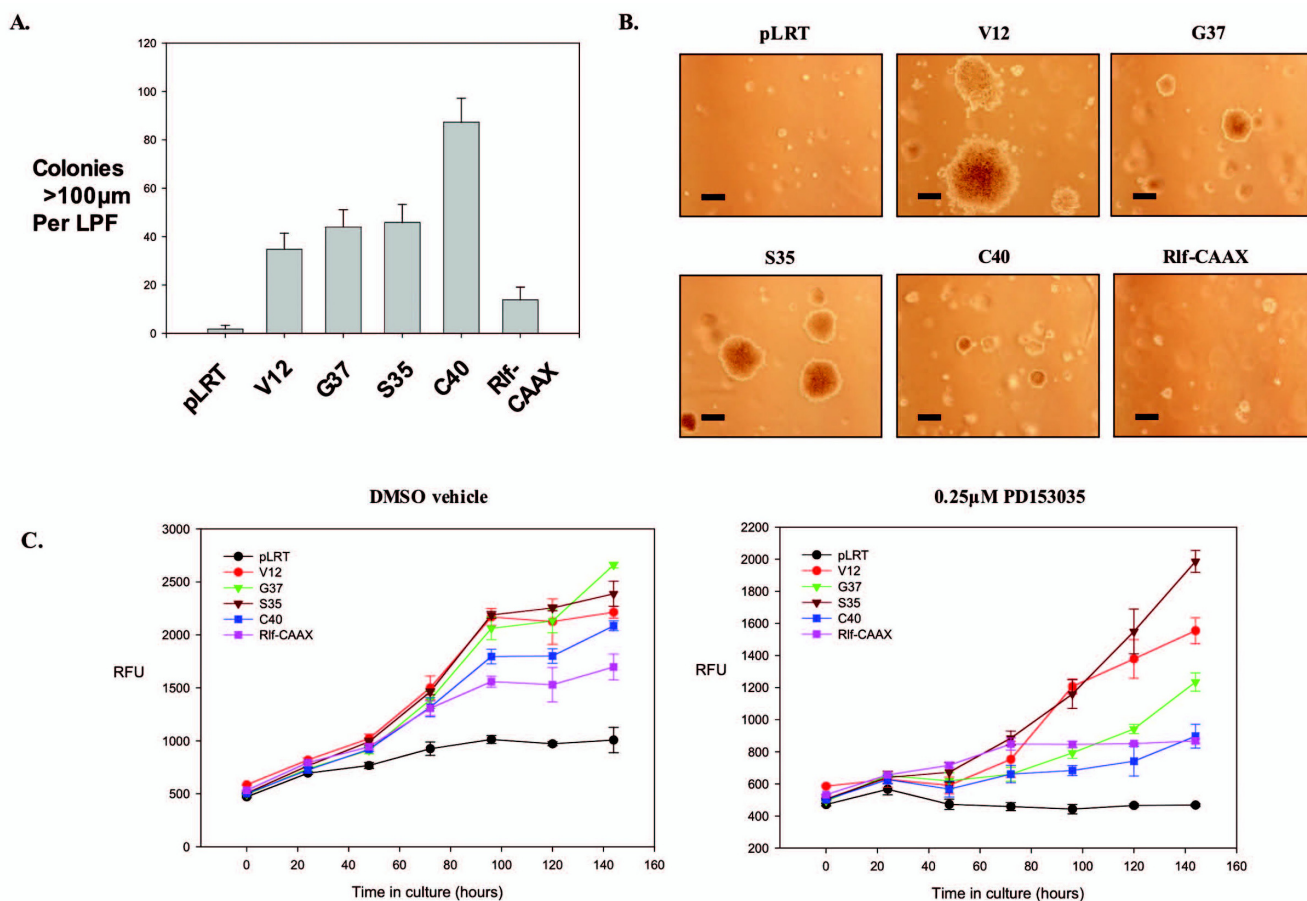 A.
120
100
80
60
40
20
0
Colonies
>100µm
Per LPF
pLRT
V12
G37
S35
C40
Rlf-
CAAX
B.
pLRT
V12
G37
S35
C40
Rlf-CAAX
C.
DMSO vehicle
3000
2500
2000
1500
1000
500
0
RFU
pLRT
V12
G37
S35
C40
Rlf-CAAX
0 20 40 60 80 100 120 140 160
Time in culture (hours)
0.25µM PD153035
2200
2000
1800
1600
1400
1200
1000
800
600
400
200
RFU
pLRT
V12
G37
S35
C40
Rlf-CAAX
0 20 40 60 80 100 120 140 160
Time in culture (hours)